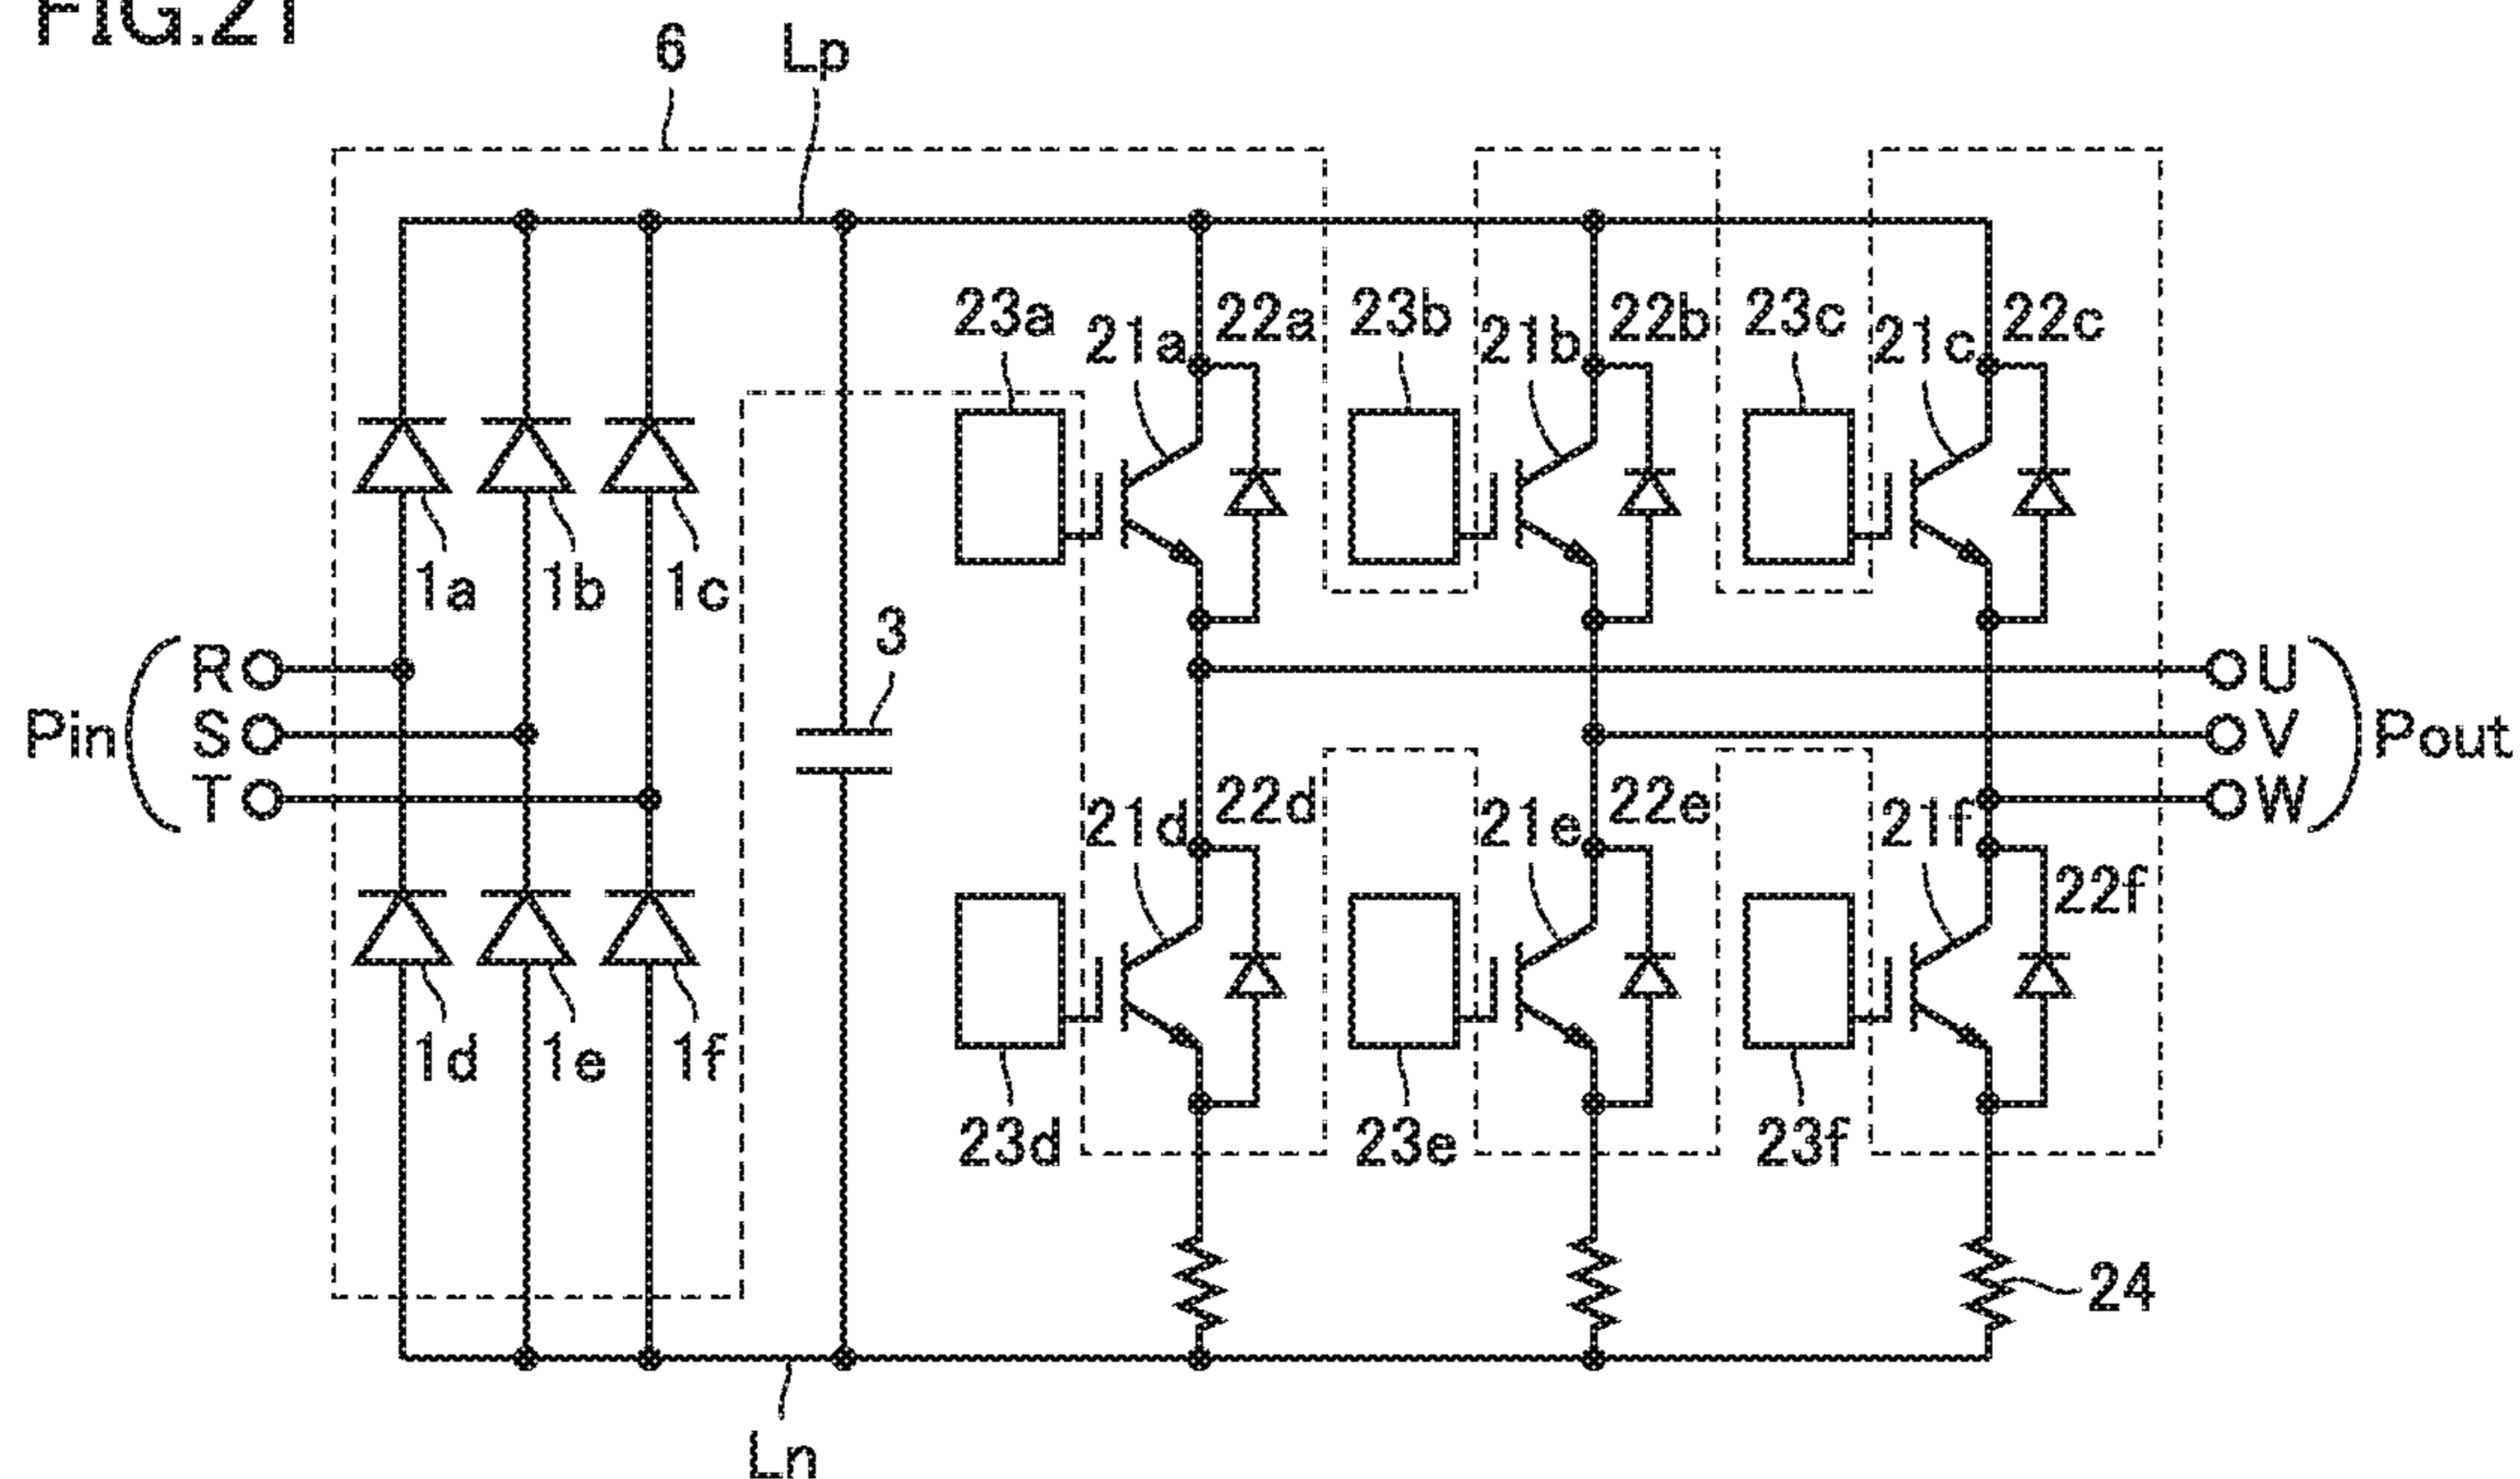 FIG.21
6 Lp
23a 21a 22a 23b 21b 22b 23c 21c 22c
1a 1b 1c
3
Pin R S T
U V W Pout
21d 22d 21e 22e 21f 22f
1d 1e 1f
23d 23e 23f
24
Ln